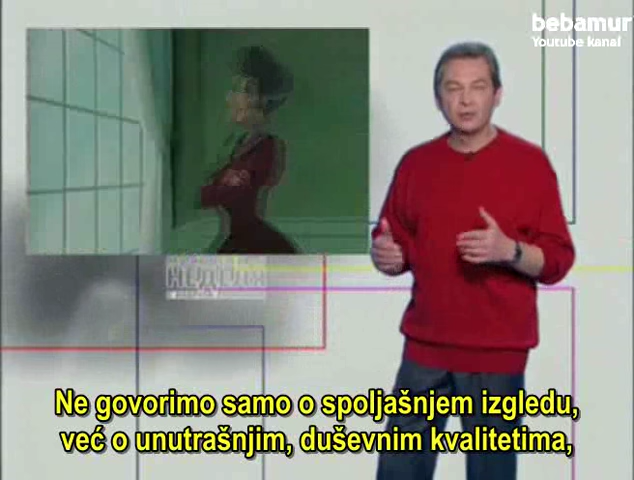 bebamur
Youtube kanal
Ne govorimo samo o spoljašnjem izgledu,
već o unutrašnjim, duševnim kvalitetima,